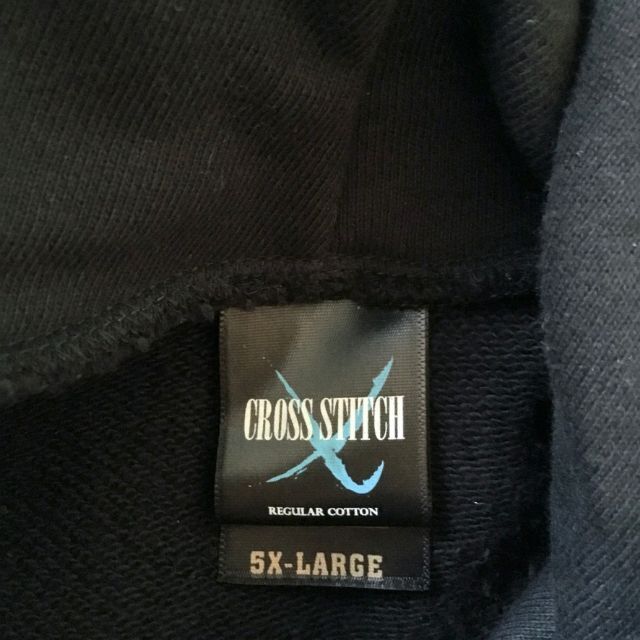 CROSS STITCH
REGULAR COTTON
5X-LARGE